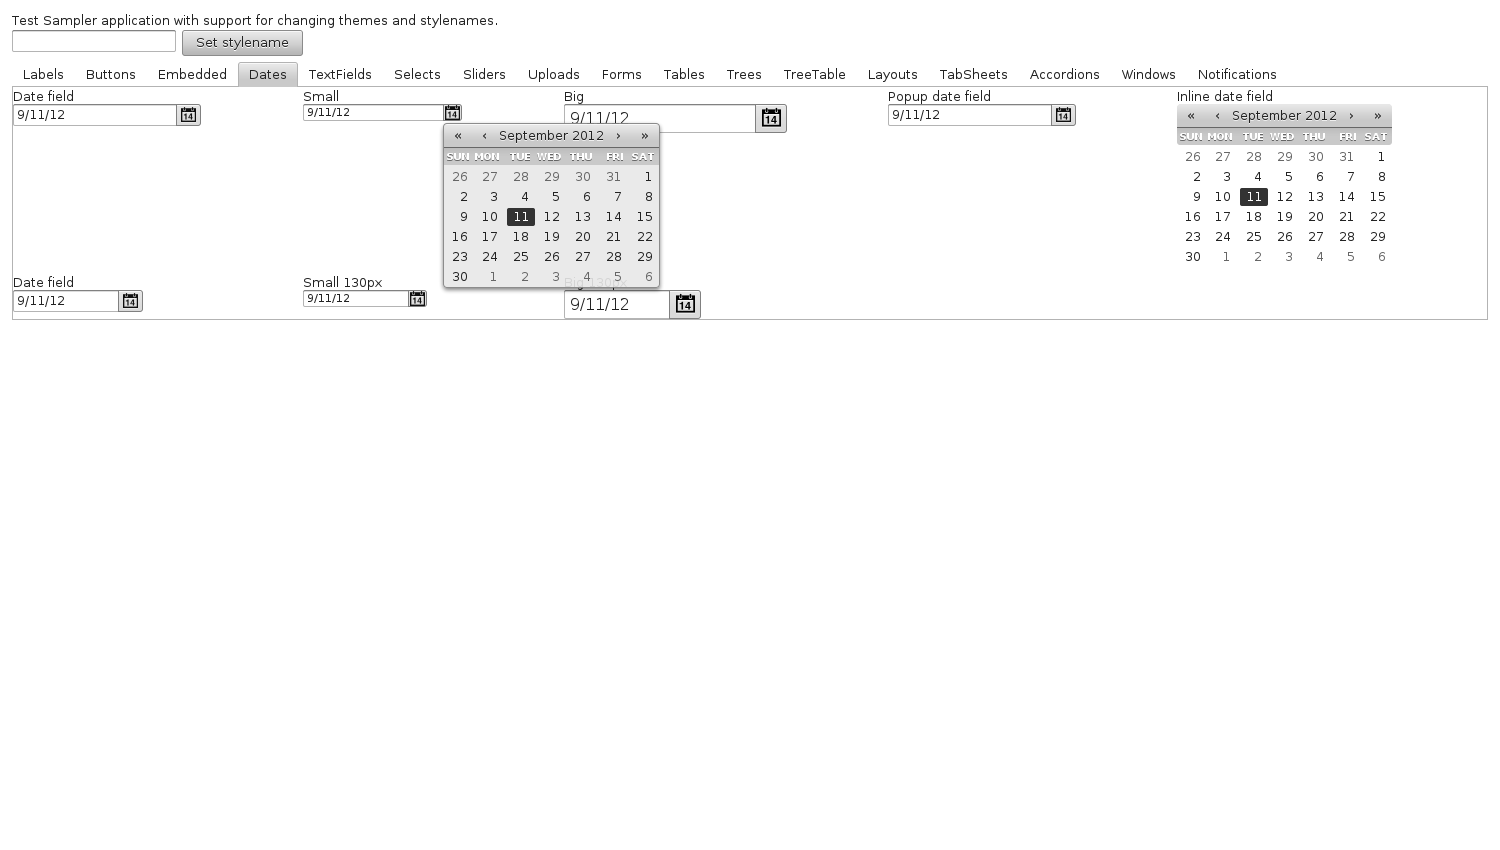 Test Sampler application with support for changing themes and stylenames.
Set stylename
Labels Buttons Embedded Dates TextFields Selects Sliders Uploads Forms Tables Trees TreeTable Layouts TabSheets Accordions Windows Notifications
Date field Small Big Popup date field Inline date field
9/11/12 14 9/11/12 14 9/11/12 14 9/11/12 14
« ‹ September 2012 › »
SUN MON TUE WED THU FRI SAT
26 27 28 29 30 31 1
2 3 4 5 6 7 8
9 10 11 12 13 14 15
16 17 18 19 20 21 22
23 24 25 26 27 28 29
30 1 2 3 4 5 6
« ‹ September 2012 › »
SUN MON TUE WED THU FRI SAT
26 27 28 29 30 31 1
2 3 4 5 6 7 8
9 10 11 12 13 14 15
16 17 18 19 20 21 22
23 24 25 26 27 28 29
30 1 2 3 4 5 6
Date field Small 130px Big 130px
9/11/12 14 9/11/12 14 9/11/12 14